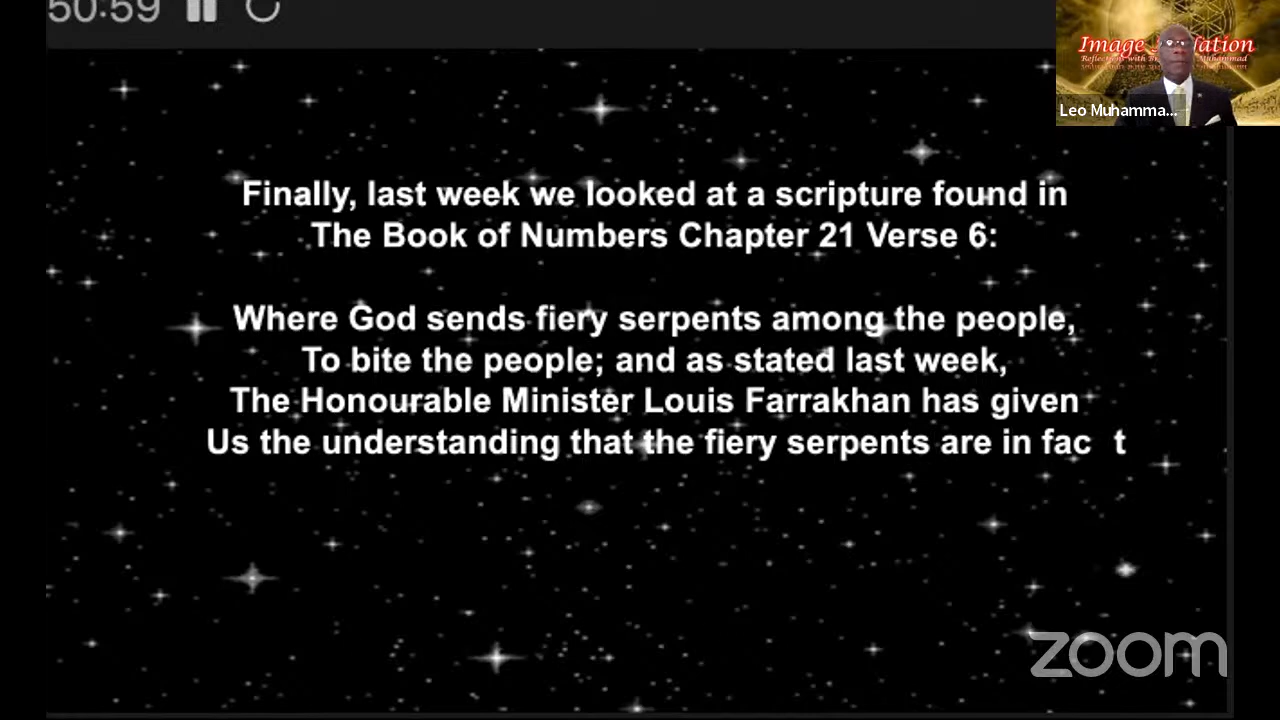 50:59
Image Nation
Leo Muhamma...
Finally, last week we looked at a scripture found in
The Book of Numbers Chapter 21 Verse 6:
Where God sends fiery serpents among the people,
To bite the people; and as stated last week,
The Honourable Minister Louis Farrakhan has given
Us the understanding that the fiery serpents are in fac t
zoom